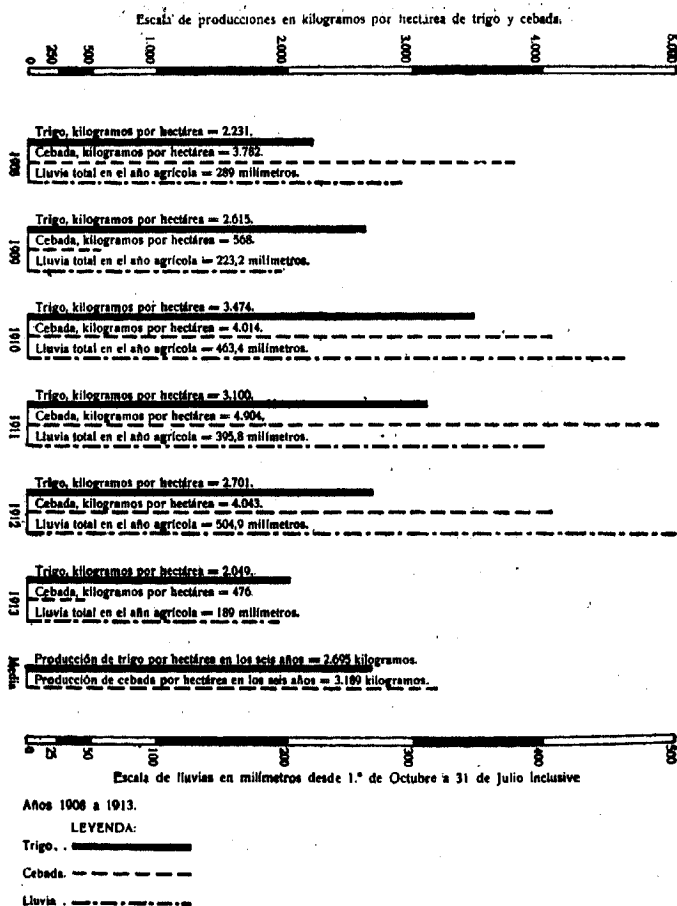 Escala de producciones en kilogramos por hectárea de trigo y cebada.
0 250 500 1.000 2.000 3.000 4.000 5.000
1908
Trigo, kilogramos por hectárea = 2.231.
Cebada, kilogramos por hectárea = 3.782.
Lluvia total en el año agrícola = 289 milímetros.
1909
Trigo, kilogramos por hectárea = 2.615.
Cebada, kilogramos por hectárea = 568.
Lluvia total en el año agrícola = 223,2 milímetros.
1910
Trigo, kilogramos por hectárea = 3.474.
Cebada, kilogramos por hectárea = 4.014.
Lluvia total en el año agrícola = 463,4 milímetros.
1911
Trigo, kilogramos por hectárea = 3.100.
Cebada, kilogramos por hectárea = 4.904.
Lluvia total en el año agrícola = 395,8 milímetros.
1912
Trigo, kilogramos por hectárea = 2.701.
Cebada, kilogramos por hectárea = 4.043.
Lluvia total en el año agrícola = 504,9 milímetros.
1913
Trigo, kilogramos por hectárea = 2.049.
Cebada, kilogramos por hectárea = 476.
Lluvia total en el año agrícola = 189 milímetros.
Media
Producción de trigo por hectárea en los seis años = 2.695 kilogramos.
Producción de cebada por hectárea en los seis años = 3.189 kilogramos.
0 25 50 100 200 300 400 500
Escala de lluvias en milímetros desde 1.º de Octubre a 31 de Julio inclusive
Años 1908 a 1913.
LEYENDA:
Trigo. .
Cebada.
Lluvia .